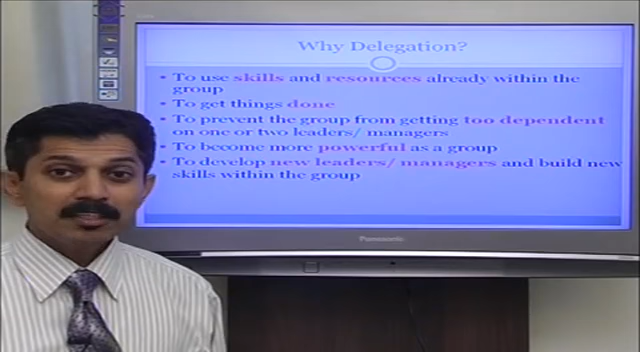 Why Delegation?
• To use skills and resources already within the
group
• To get things done
• To prevent the group from getting too dependent
on one or two leaders/ managers
• To become more powerful as a group
• To develop new leaders/ managers and build new
skills within the group
Panasonic